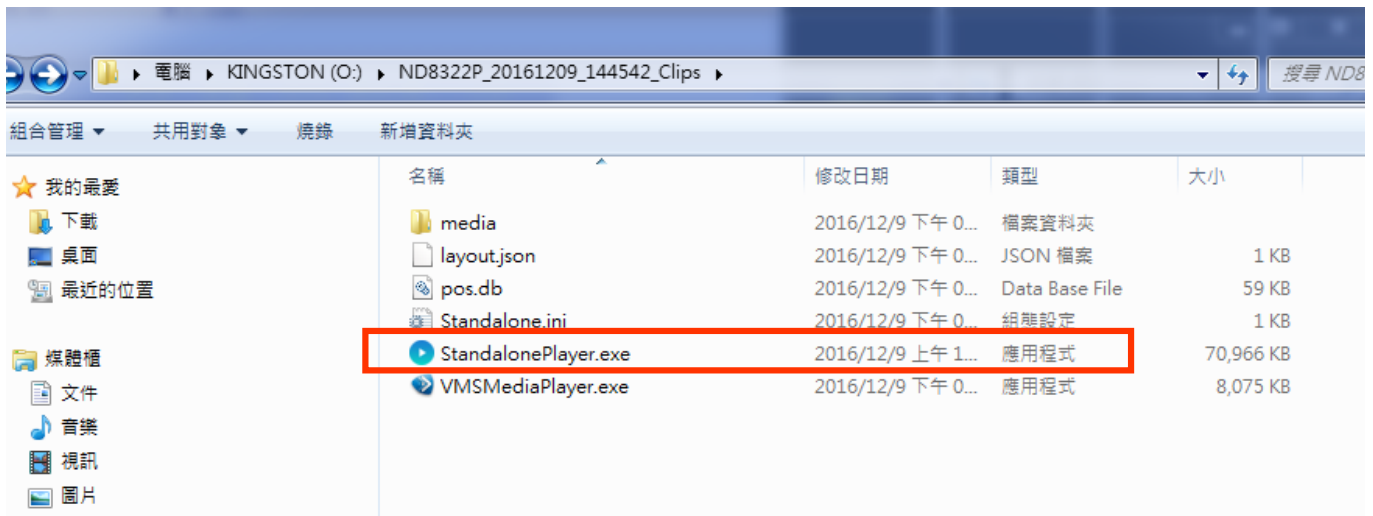 電腦 KINGSTON (O:) ND8322P_20161209_144542_Clips 搜尋 ND8
組合管理 共用對象 燒錄 新增資料夾
名稱 修改日期 類型 大小
我的最愛
下載
桌面
最近的位置
媒體櫃
文件
音樂
視訊
圖片
media 2016/12/9 下午 0... 檔案資料夾
layout.json 2016/12/9 下午 0... JSON 檔案 1 KB
pos.db 2016/12/9 下午 0... Data Base File 59 KB
Standalone.ini 2016/12/9 下午 0... 組態設定 1 KB
StandalonePlayer.exe 2016/12/9 上午 1... 應用程式 70,966 KB
VMSMediaPlayer.exe 2016/12/9 下午 0... 應用程式 8,075 KB